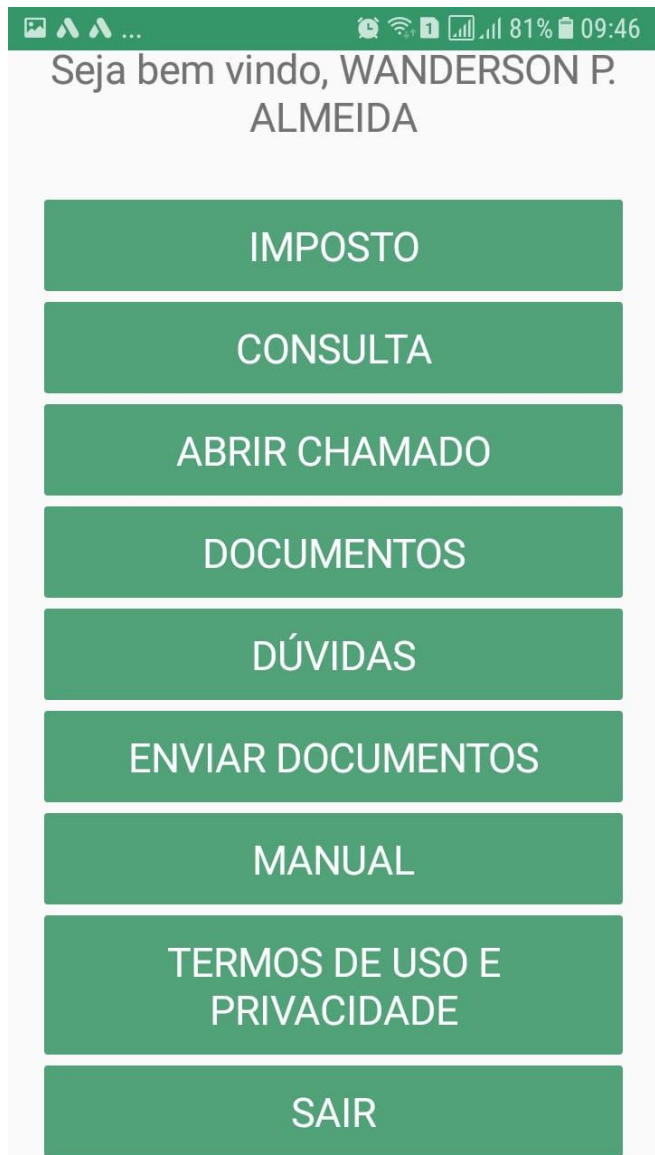 ... 1 81% 09:46
Seja bem vindo, WANDERSON P.
ALMEIDA
IMPOSTO
CONSULTA
ABRIR CHAMADO
DOCUMENTOS
DÚVIDAS
ENVIAR DOCUMENTOS
MANUAL
TERMOS DE USO E
PRIVACIDADE
SAIR